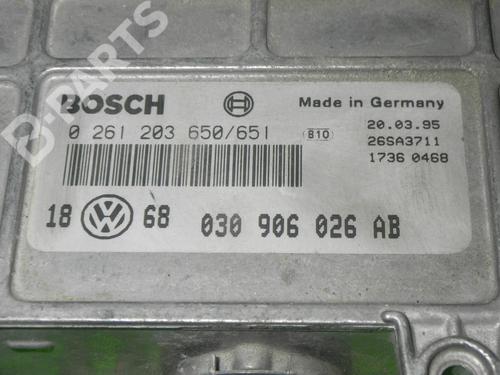 B-PARTS
BOSCH
Made in Germany
0 261 203 650/651
810
20.03.95
26SA3711
1736 0468
18 VW 68 030 906 026 AB